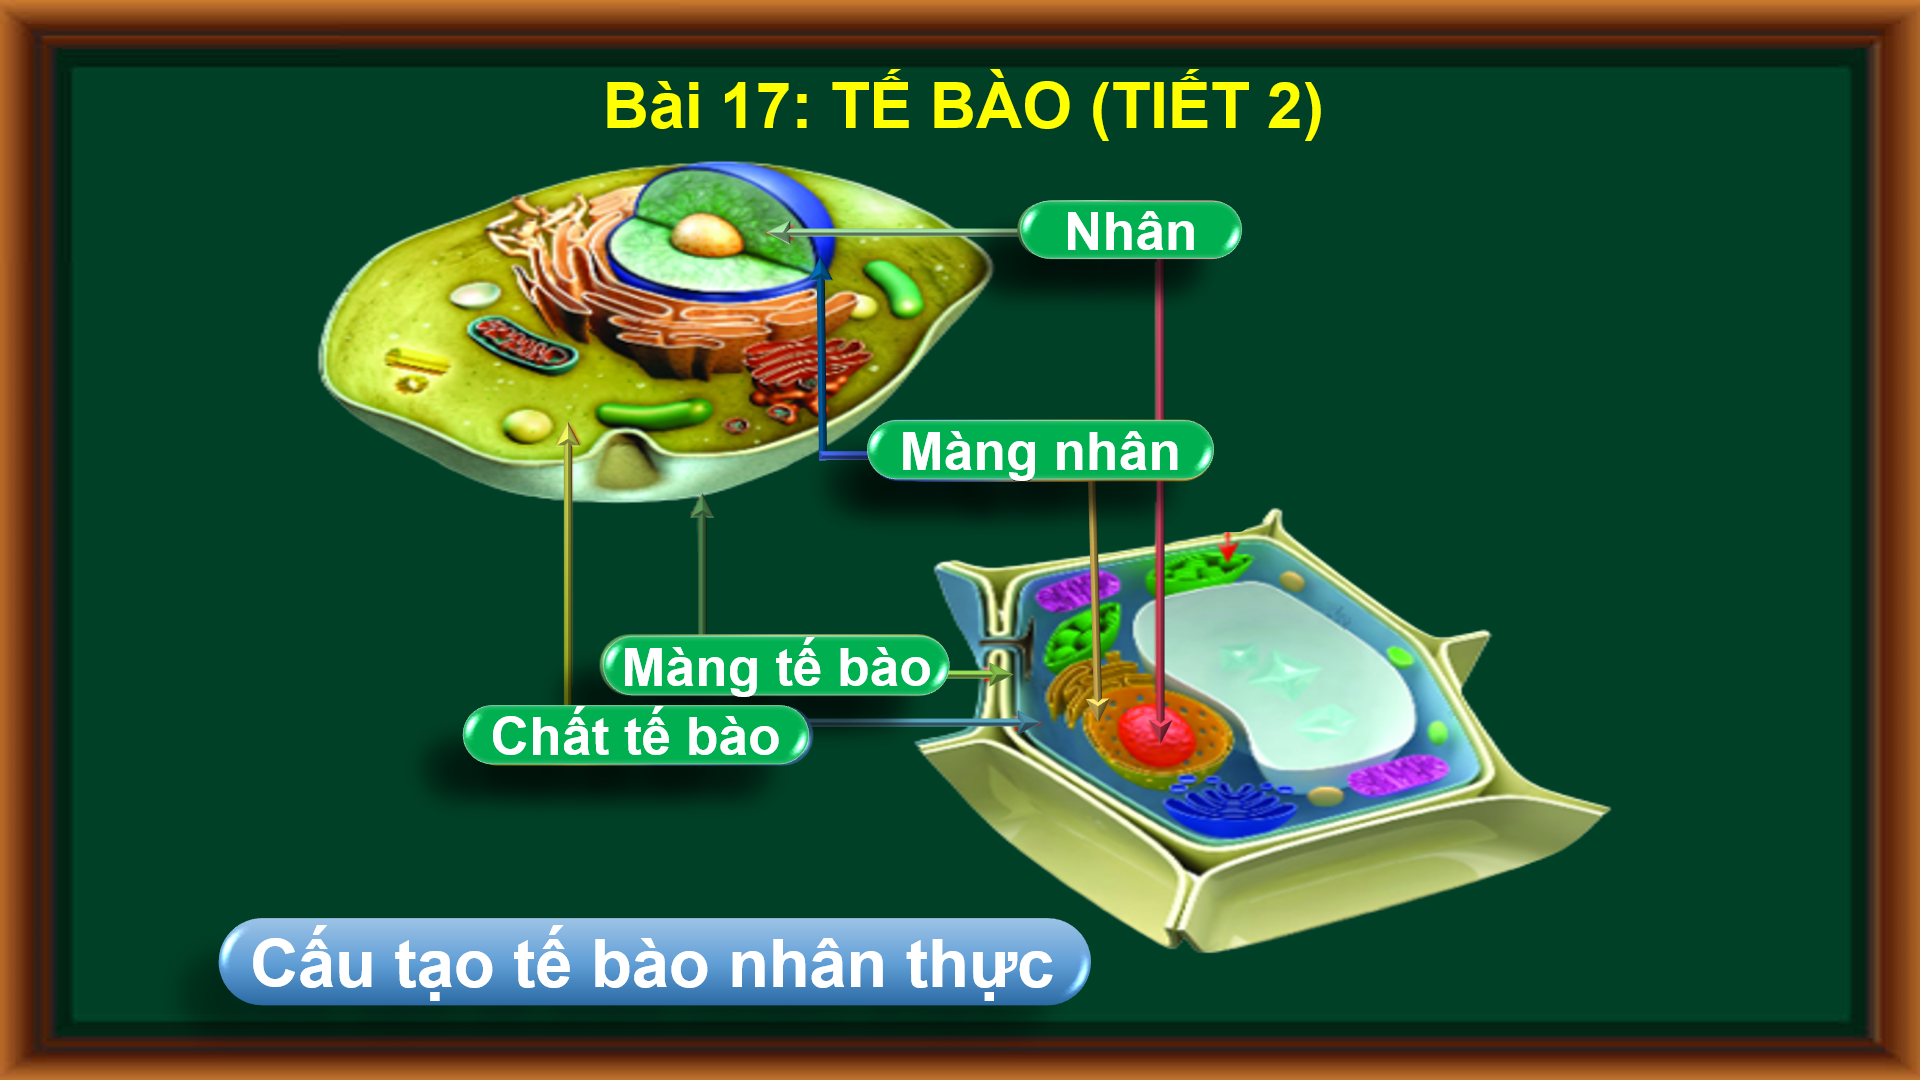 Bài 17: TẾ BÀO (TIẾT 2)
Nhân
Màng nhân
Màng tế bào
Chất tế bào
Cấu tạo tế bào nhân thực